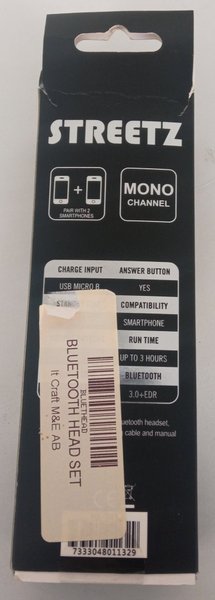 STREETZ
+
PAIR WITH 2
SMARTPHONES
MONO
CHANNEL
CHARGE INPUT
ANSWER BUTTON
USB MICRO B
YES
COMPATIBILITY
SMARTPHONE
RUN TIME
UP TO 3 HOURS
BLUETOOTH
3.0+EDR
headset,
cable and manual
BLUETHEAD
BLUETOOTH HEAD SET
It Craft M&E AB
7333048011329